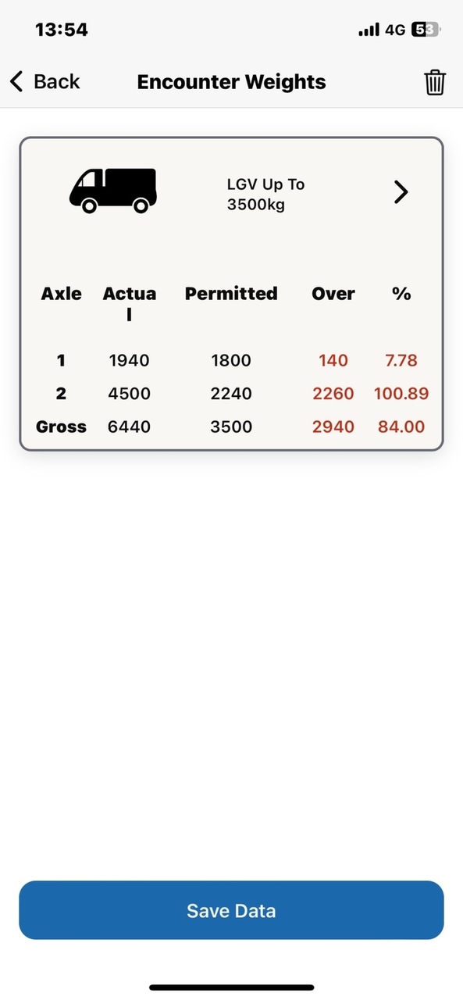 13:54 4G 53
Back Encounter Weights
LGV Up To
3500kg
Axle Actua Permitted Over %
l
1 1940 1800 140 7.78
2 4500 2240 2260 100.89
Gross 6440 3500 2940 84.00
Save Data